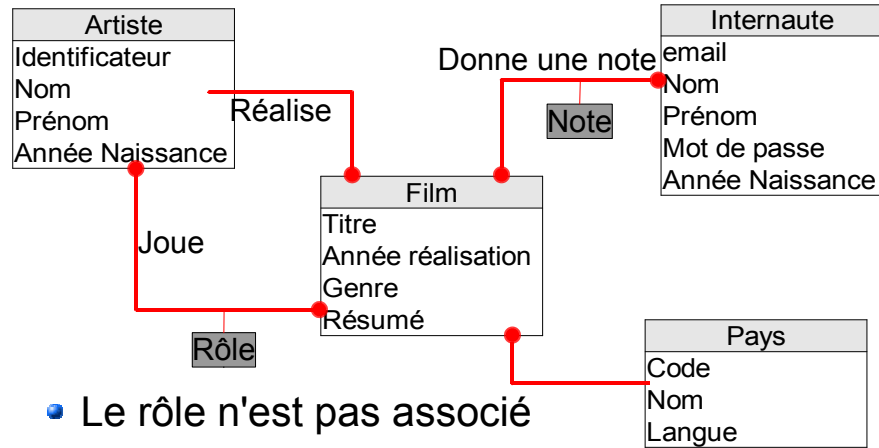 Artiste
Identificateur
Nom
Prénom
Année Naissance
Réalise
Joue
Rôle
Donne une note
Note
Internaute
email
Nom
Prénom
Mot de passe
Année Naissance
Film
Titre
Année réalisation
Genre
Résumé
Pays
Code
Nom
Langue
Le rôle n'est pas associé